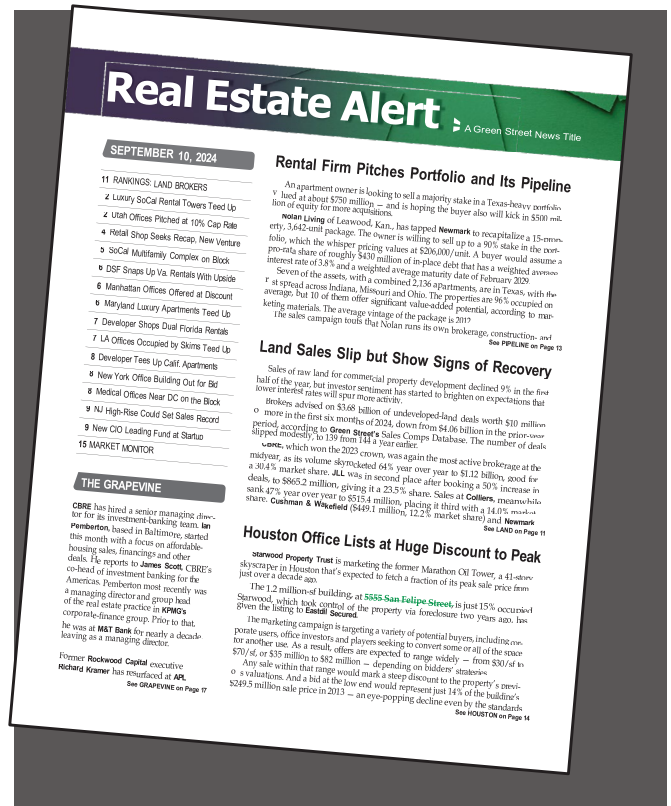 Real Estate Alert
A Green Street News Title
SEPTEMBER 10, 2024
11 RANKINGS: LAND BROKERS
2 Luxury SoCal Rental Towers Teed Up
2 Utah Offices Pitched at 10% Cap Rate
4 Retail Shop Seeks Recap, New Venture
5 SoCal Multifamily Complex on Block
6 DSF Snaps Up Va. Rentals With Upside
6 Manhattan Offices Offered at Discount
6 Maryland Luxury Apartments Teed Up
7 Developer Shops Dual Florida Rentals
7 LA Offices Occupied by Skims Teed Up
8 Developer Tees Up Calif. Apartments
8 New York Office Building Out for Bid
8 Medical Offices Near DC on the Block
9 NJ High-Rise Could Set Sales Record
9 New CIO Leading Fund at Startup
15 MARKET MONITOR
THE GRAPEVINE
CBRE has hired a senior managing direc-
tor for its investment-banking team. Ian
Pemberton, based in Baltimore, started
this month with a focus on affordable-
housing sales, financings and other
deals. He reports to James Scott, CBRE's
co-head of investment banking for the
Americas. Pemberton most recently was
a managing director and group head
of the real estate practice in KPMG's
corporate-finance group. Prior to that,
he was at M&T Bank for nearly a decade
leaving as a managing director.
Former Rockwood Capital executive
Richard Kramer has resurfaced at APL
See GRAPEVINE on Page 17
Rental Firm Pitches Portfolio and Its Pipeline
An apartment owner is looking to sell a majority stake in a Texas-heavy portfolio
v lued at about $750 million — and is hoping the buyer also will kick in $500 mil-
lion of equity for more acquisitions.
Nolan Living of Leawood, Kan., has tapped Newmark to recapitalize a 15-prop-
erty, 3,642-unit package. The owner is willing to sell up to a 90% stake in the port-
folio, which the whisper pricing values at $206,000/unit. A buyer would assume a
pro-rata share of roughly $430 million of in-place debt that has a weighted average
interest rate of 3.8% and a weighted average maturity date of February 2029.
Seven of the assets, with a combined 2,136 apartments, are in Texas, with the
r st spread across Indiana, Missouri and Ohio. The properties are 96% occupied on
average, but 10 of them offer significant value-added potential, according to mar-
keting materials. The average vintage of the package is 2012
The sales campaign touts that Nolan runs its own brokerage, construction- and
See PIPELINE on Page 13
Land Sales Slip but Show Signs of Recovery
Sales of raw land for commercial property development declined 9% in the first
half of the year, but investor sentiment has started to brighten on expectations that
lower interest rates will spur more activity.
Brokers advised on $3.68 billion of undeveloped-land deals worth $10 million
o more in the first six months of 2024, down from $4.06 billion in the prior-year
period, according to Green Street's Sales Comps Database. The number of deals
slipped modestly, to 139 from 144 a year earlier.
CBRE, which won the 2023 crown, was again the most active brokerage at the
midyear, as its volume skyrocketed 64% year over year to $1.12 billion, good for
a 30.4% market share. JLL was in second place after booking a 50% increase in
deals, to $865.2 million, giving it a 23.5% share. Sales at Colliers, meanwhile
sank 47% year over year to $515.4 million, placing it third with a 14.0% market
share. Cushman & Wakefield ($449.1 million, 12.2% market share) and Newmark
See LAND on Page 11
Houston Office Lists at Huge Discount to Peak
Starwood Property Trust is marketing the former Marathon Oil Tower, a 41-story
skyscraper in Houston that's expected to fetch a fraction of its peak sale price from
just over a decade ago.
The 1.2 million-sf building, at 5555 San Felipe Street, is just 15% occupied
Starwood, which took control of the property via foreclosure two years ago, has
given the listing to Eastdil Secured.
The marketing campaign is targeting a variety of potential buyers, including cor-
porate users, office investors and players seeking to convert some or all of the space
for another use. As a result, offers are expected to range widely — from $30/sf to
$70/sf, or $35 million to $82 million — depending on bidders' strategies.
Any sale within that range would mark a steep discount to the property's previ-
o s valuations. And a bid at the low end would represent just 14% of the building's
$249.5 million sale price in 2013 — an eye-popping decline even by the standards
See HOUSTON on Page 14